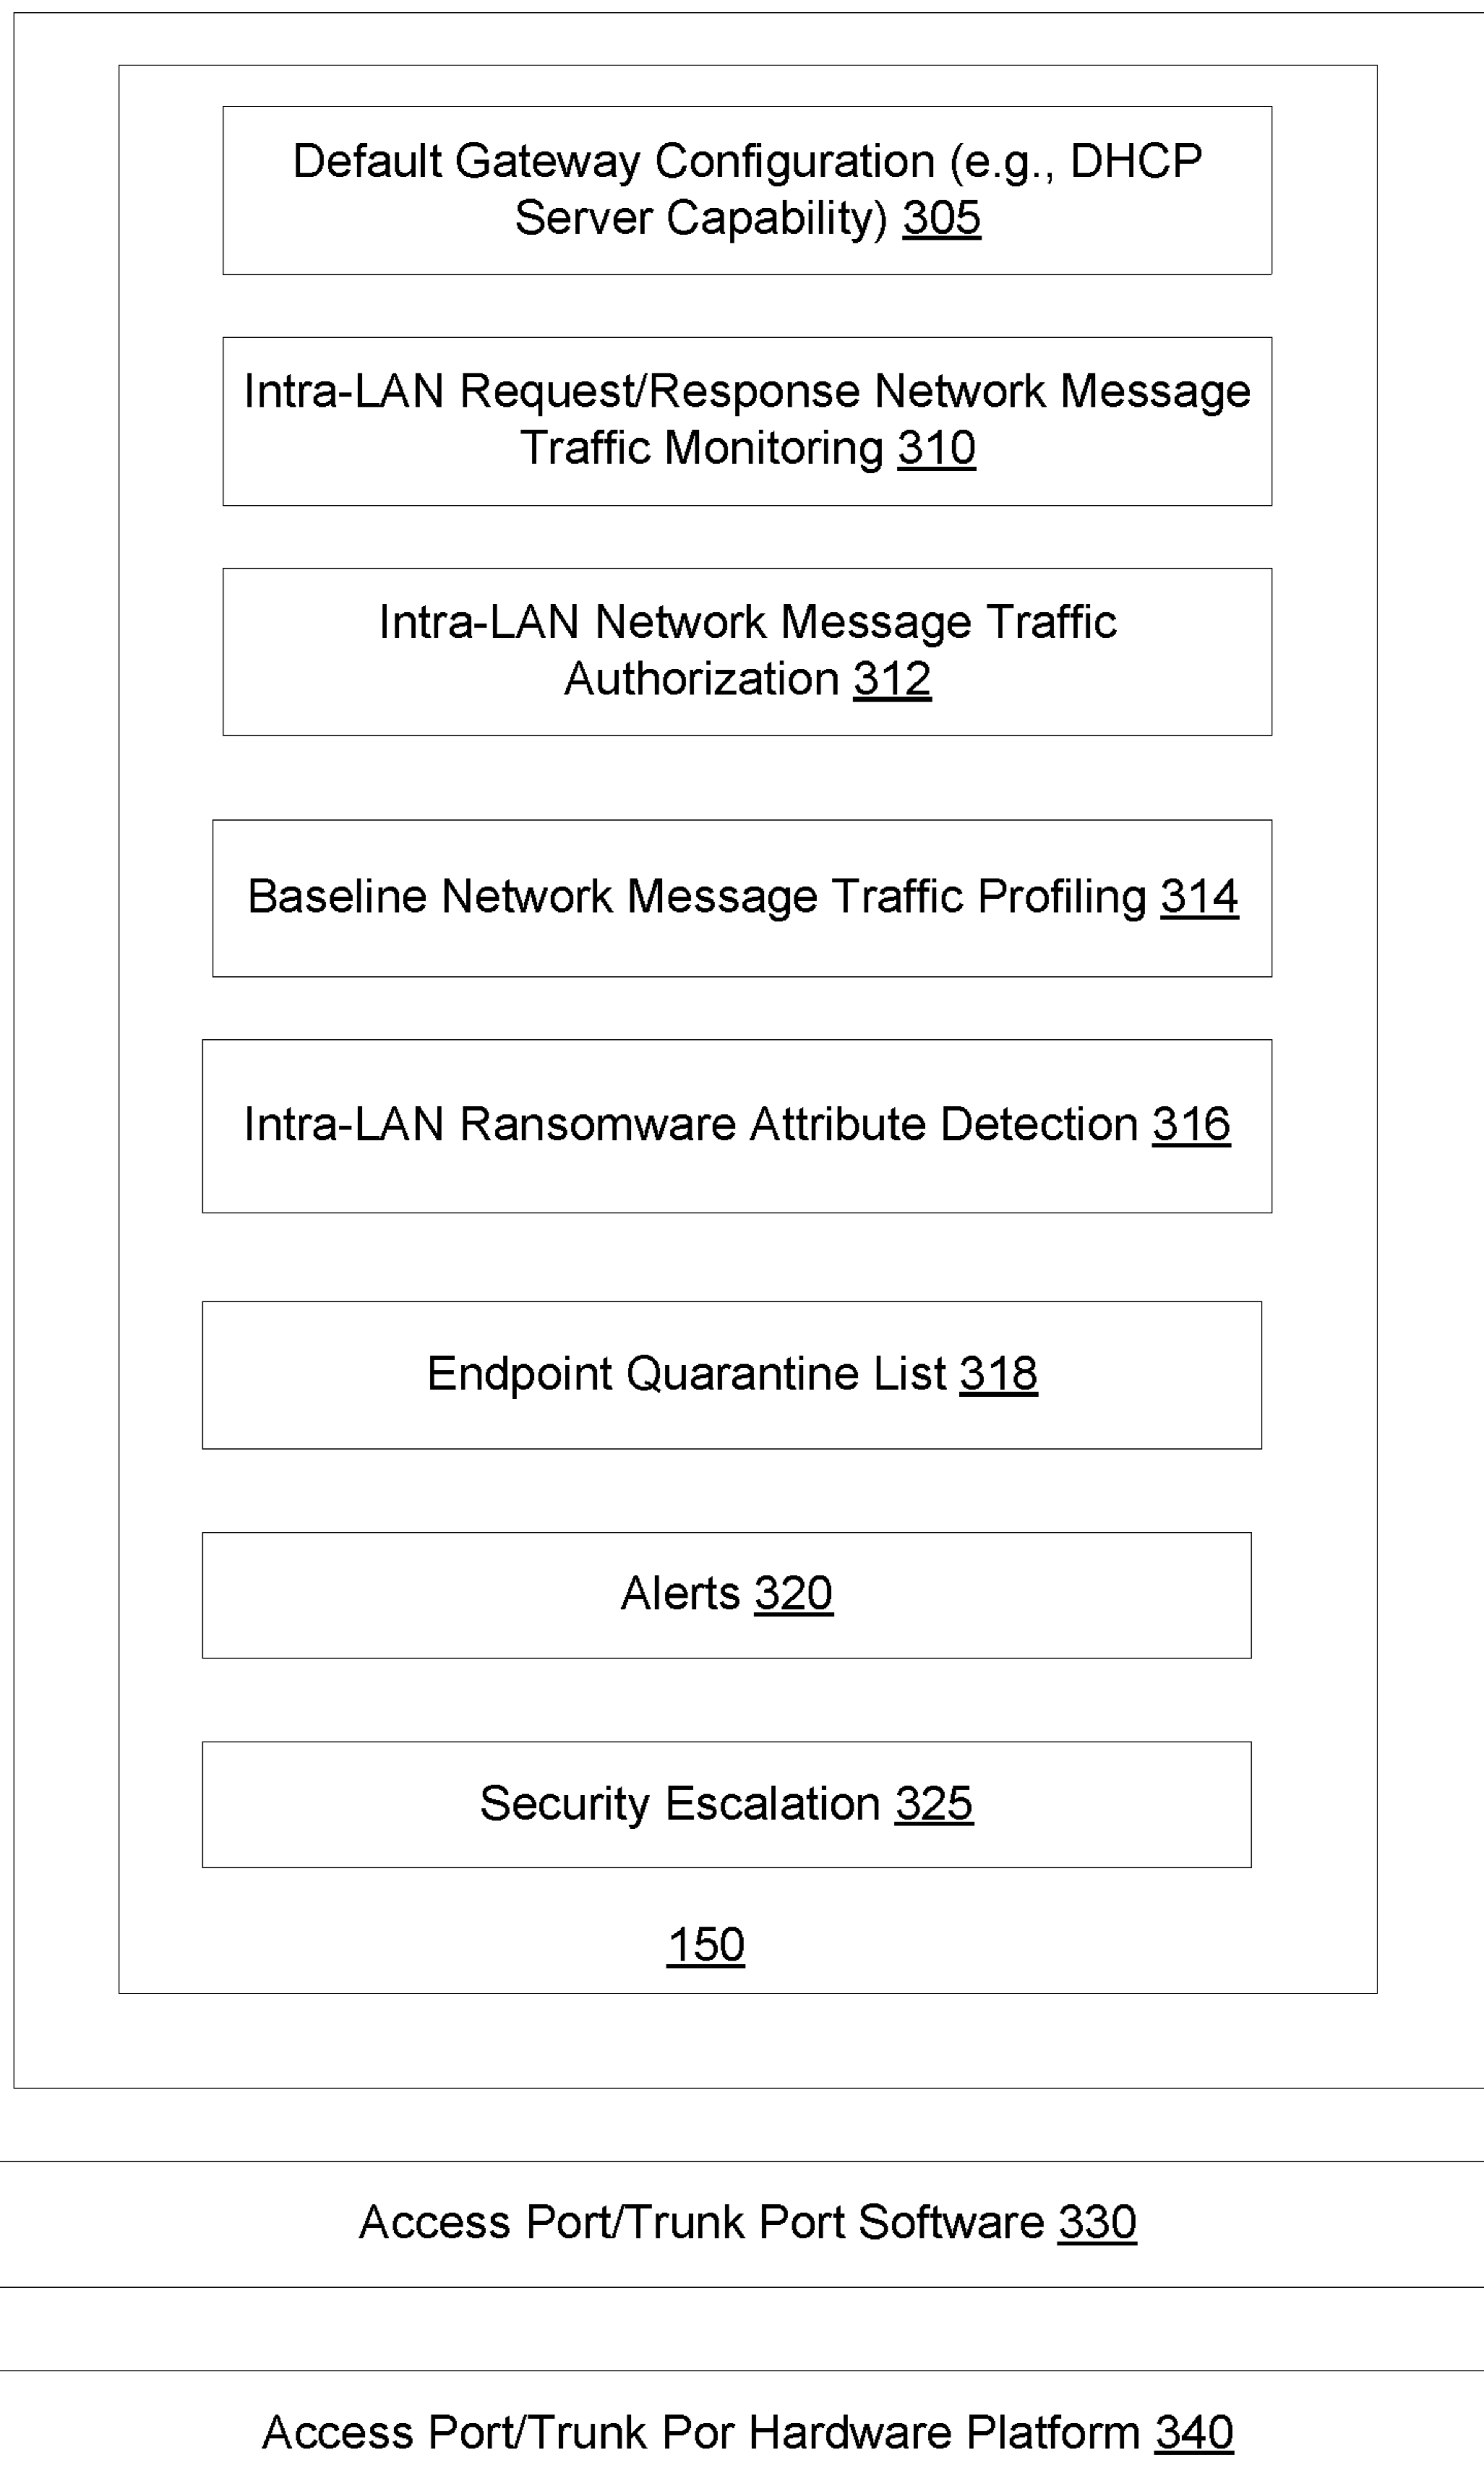 Default Gateway Configuration (e.g., DHCP
Server Capability) 305
Intra-LAN Request/Response Network Message
Traffic Monitoring 310
Intra-LAN Network Message Traffic
Authorization 312
Baseline Network Message Traffic Profiling 314
Intra-LAN Ransomware Attribute Detection 316
Endpoint Quarantine List 318
Alerts 320
Security Escalation 325
150
Access Port/Trunk Port Software 330
Access Port/Trunk Por Hardware Platform 340